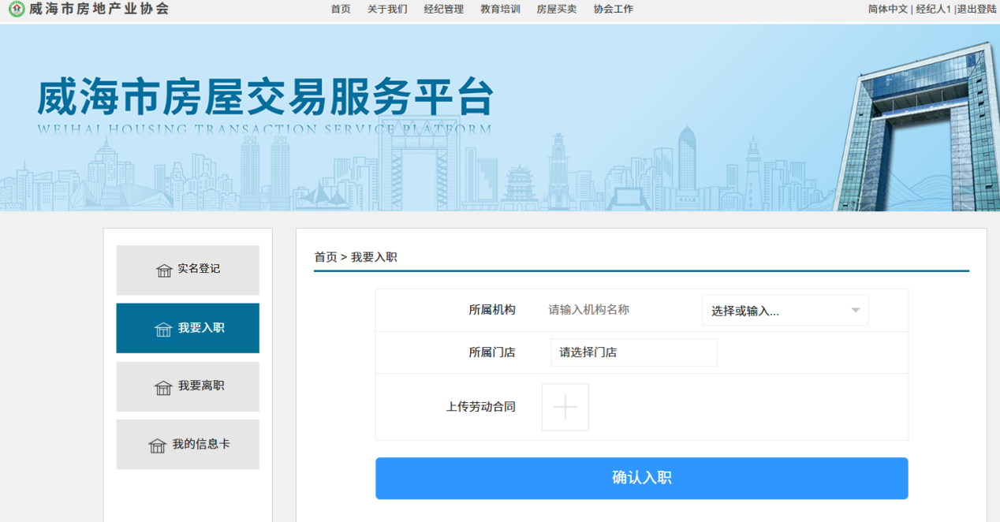 威海市房地产业协会
首页 关于我们 经纪管理 教育培训 房屋买卖 协会工作
简体中文 | 经纪人1 |退出登陆
威海市房屋交易服务平台
WEIHAI HOUSING TRANSACTION SERVICE PLATFORM
实名登记
我要入职
我要离职
我的信息卡
首页 > 我要入职
所属机构 请输入机构名称 选择或输入...
所属门店 请选择门店
上传劳动合同
确认入职